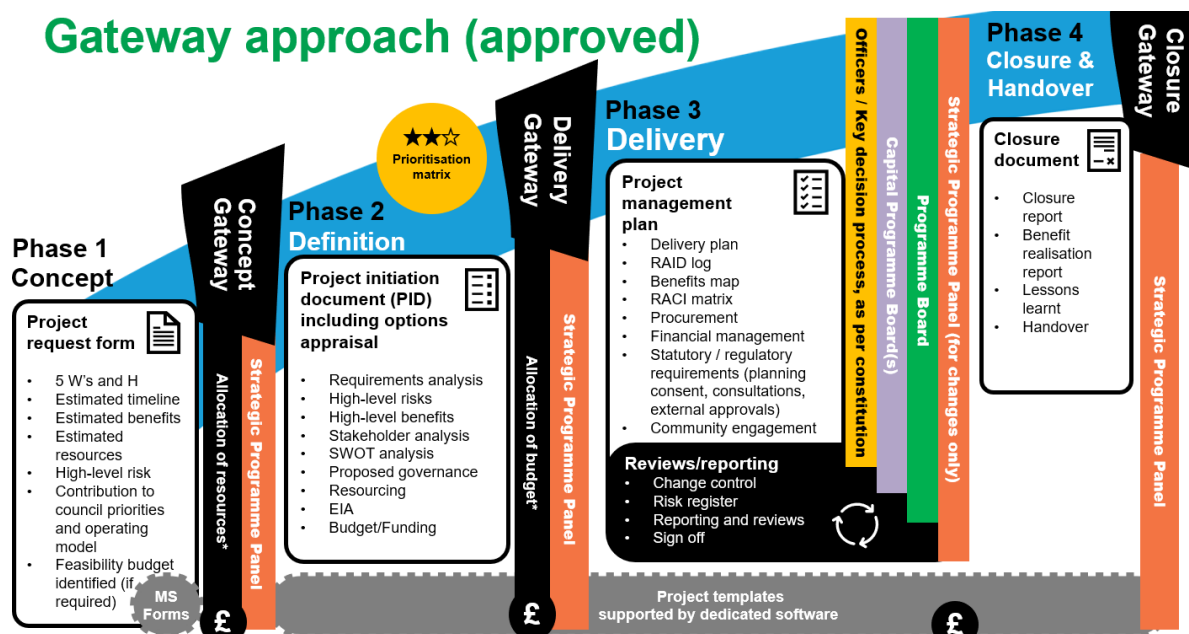 Gateway approach (approved)
Phase 1
Concept
Project
request form
• 5 W's and H
• Estimated timeline
• Estimated benefits
• Estimated
resources
• High-level risk
• Contribution to
council priorities
and operating
model
• Feasibility budget
identified (if
required)
MS
Forms
Concept
Gateway
Allocation of resources*
£
Strategic Programme Panel
Phase 2
Definition
Prioritisation
matrix
Project initiation
document (PID)
including options
appraisal
• Requirements analysis
• High-level risks
• High-level benefits
• Stakeholder analysis
• SWOT analysis
• Proposed governance
• Resourcing
• EIA
• Budget/Funding
Delivery
Gateway
Allocation of budget*
£
Strategic Programme Panel
Phase 3
Delivery
Project
management
plan
• Delivery plan
• RAID log
• Benefits map
• RACI matrix
• Procurement
• Financial management
• Statutory / regulatory
requirements (planning
consent, consultations,
external approvals)
• Community engagement
Reviews/reporting
• Change control
• Risk register
• Reporting and reviews
• Sign off
Officers / Key decision process, as per constitution
Capital Programme Board(s)
Programme Board
Strategic Programme Panel (for changes only)
£
Phase 4
Closure &
Handover
Closure
document
• Closure
report
• Benefit
realisation
report
• Lessons
learnt
• Handover
Closure
Gateway
Strategic Programme Panel
Project templates
supported by dedicated software